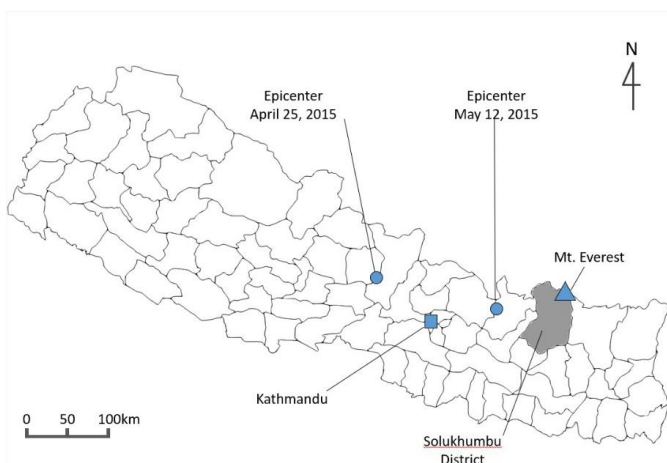 N
Epicenter
April 25, 2015
Epicenter
May 12, 2015
Mt. Everest
Kathmandu
0 50 100km
Solukhumbu
District